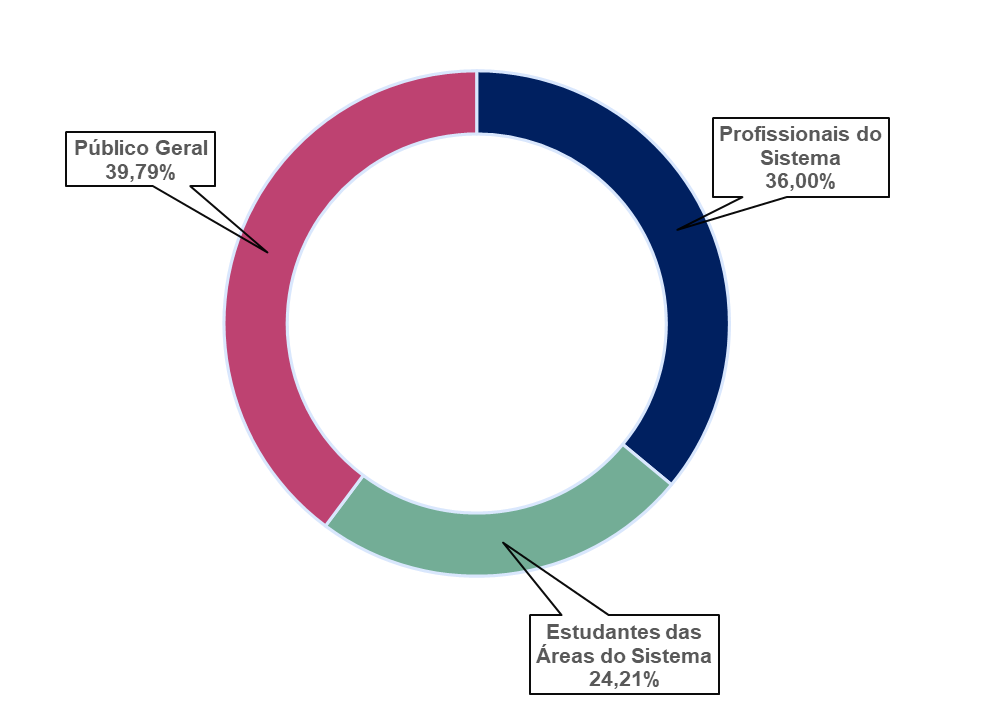 Público Geral
39,79%
Profissionais do
Sistema
36,00%
Estudantes das
Áreas do Sistema
24,21%